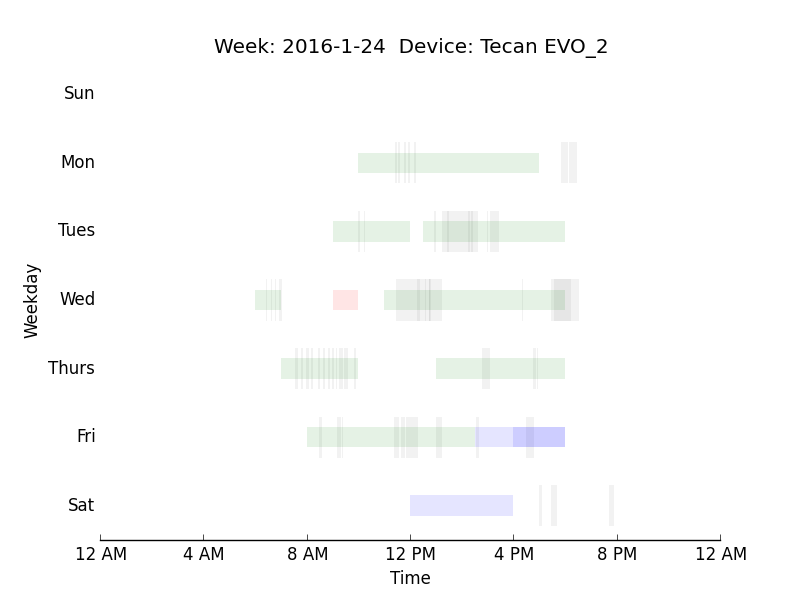 Week: 2016-1-24  Device: Tecan EVO_2
Sun
Mon
Tues
Wed
Thurs
Fri
Sat
Weekday
12 AM 4 AM 8 AM 12 PM 4 PM 8 PM 12 AM
Time